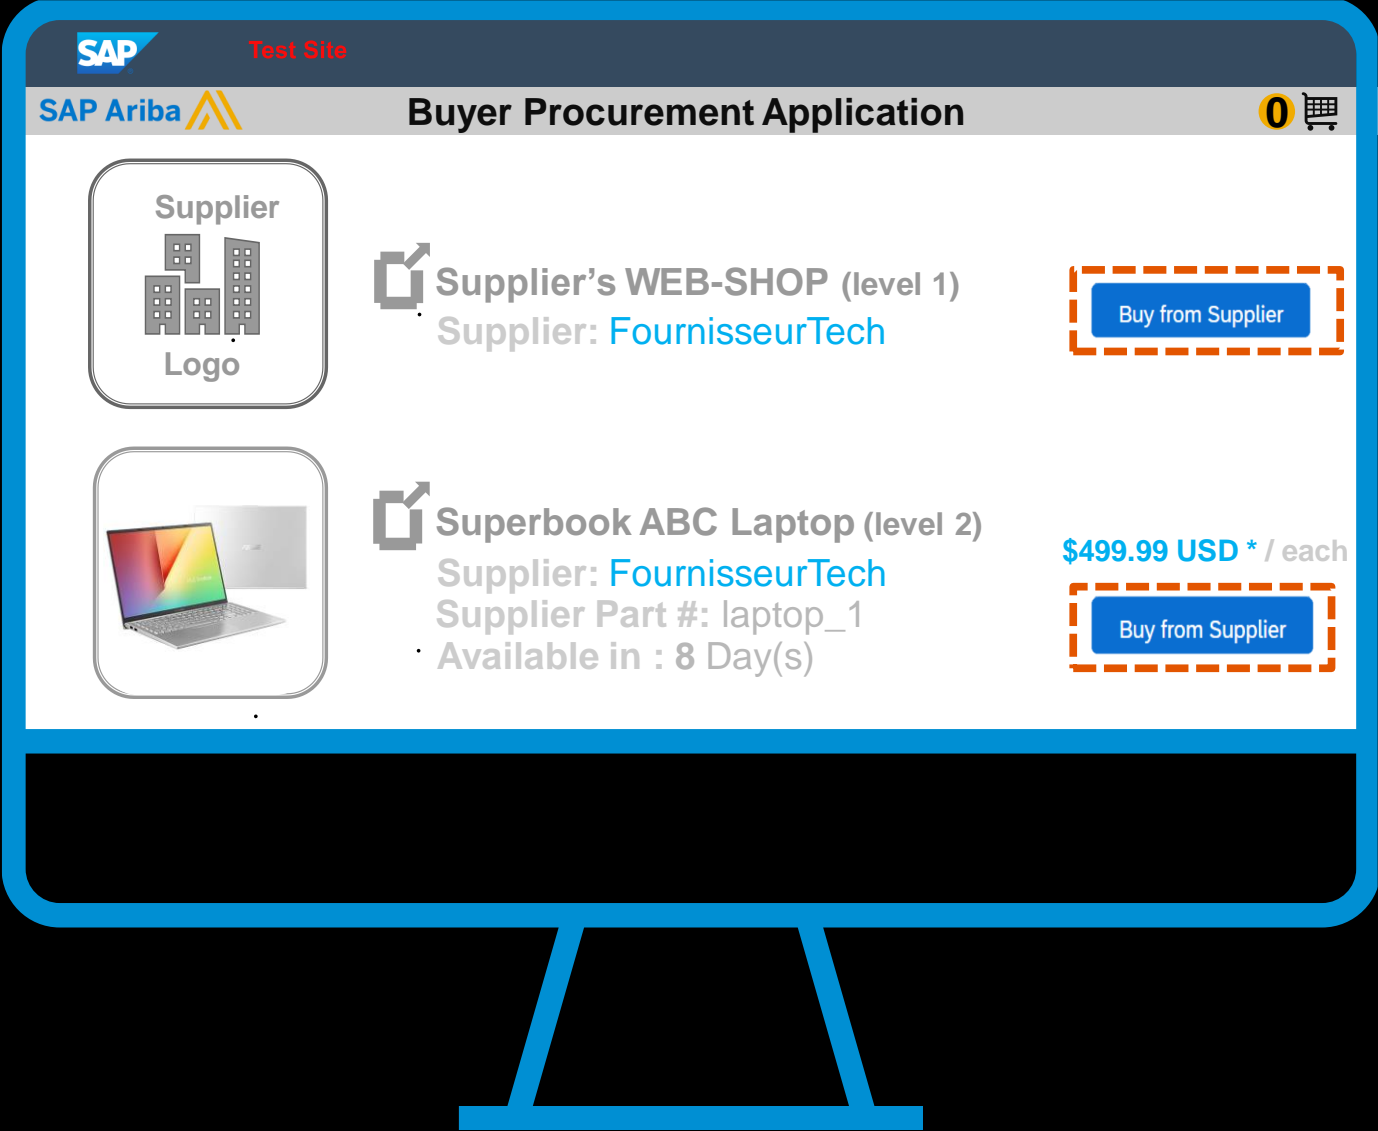 SAP
Test Site
SAP Ariba
Buyer Procurement Application
0
Supplier
Logo
Supplier’s WEB-SHOP (level 1)
Supplier: FournisseurTech
Buy from Supplier
Superbook ABC Laptop (level 2)
Supplier: FournisseurTech
Supplier Part #: laptop_1
Available in : 8 Day(s)
$499.99 USD * / each
Buy from Supplier